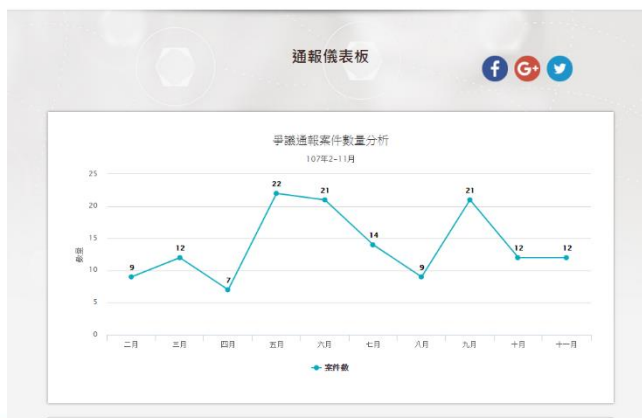 通報儀表板
f G+
爭議通報案件數量分析
107年2-11月
25
20
15
10
5
0
數量
9
12
7
22
21
14
9
21
12
12
二月 三月 四月 五月 六月 七月 八月 九月 十月 十一月
案件數